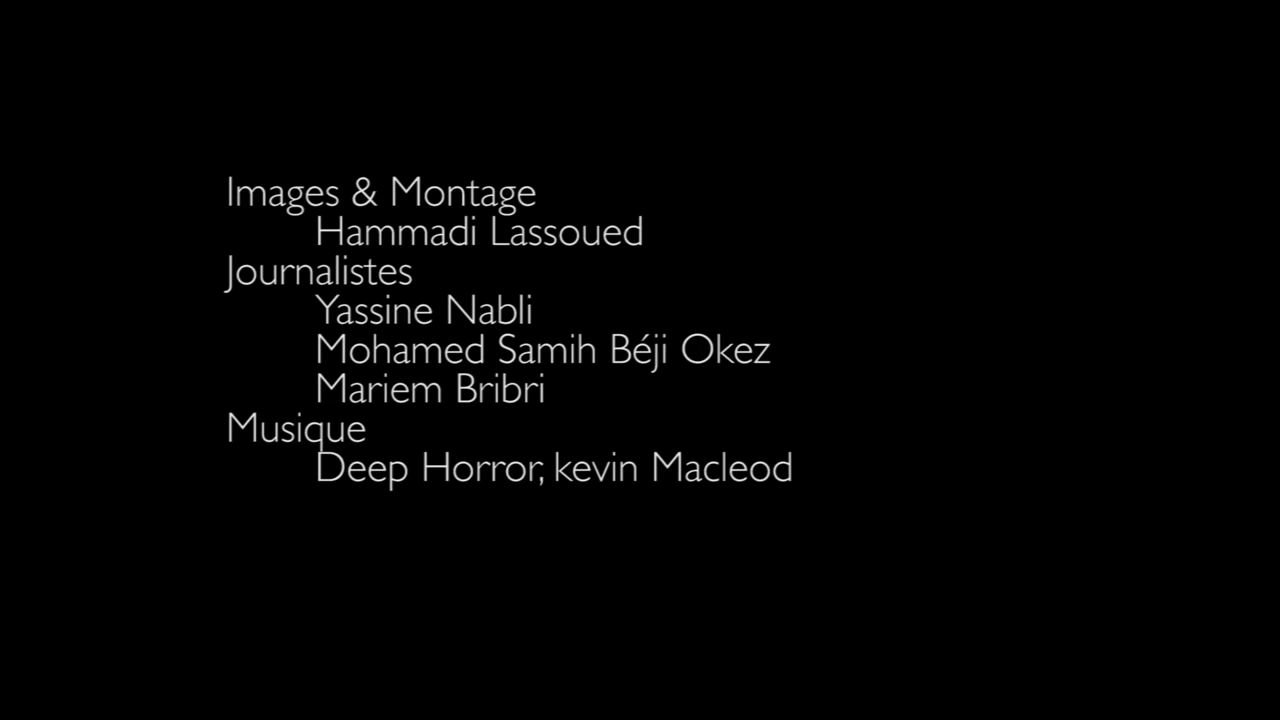 Images & Montage
Hammadi Lassoued
Journalistes
Yassine Nabli
Mohamed Samih Béji Okez
Mariem Bribri
Musique
Deep Horror, kevin Macleod